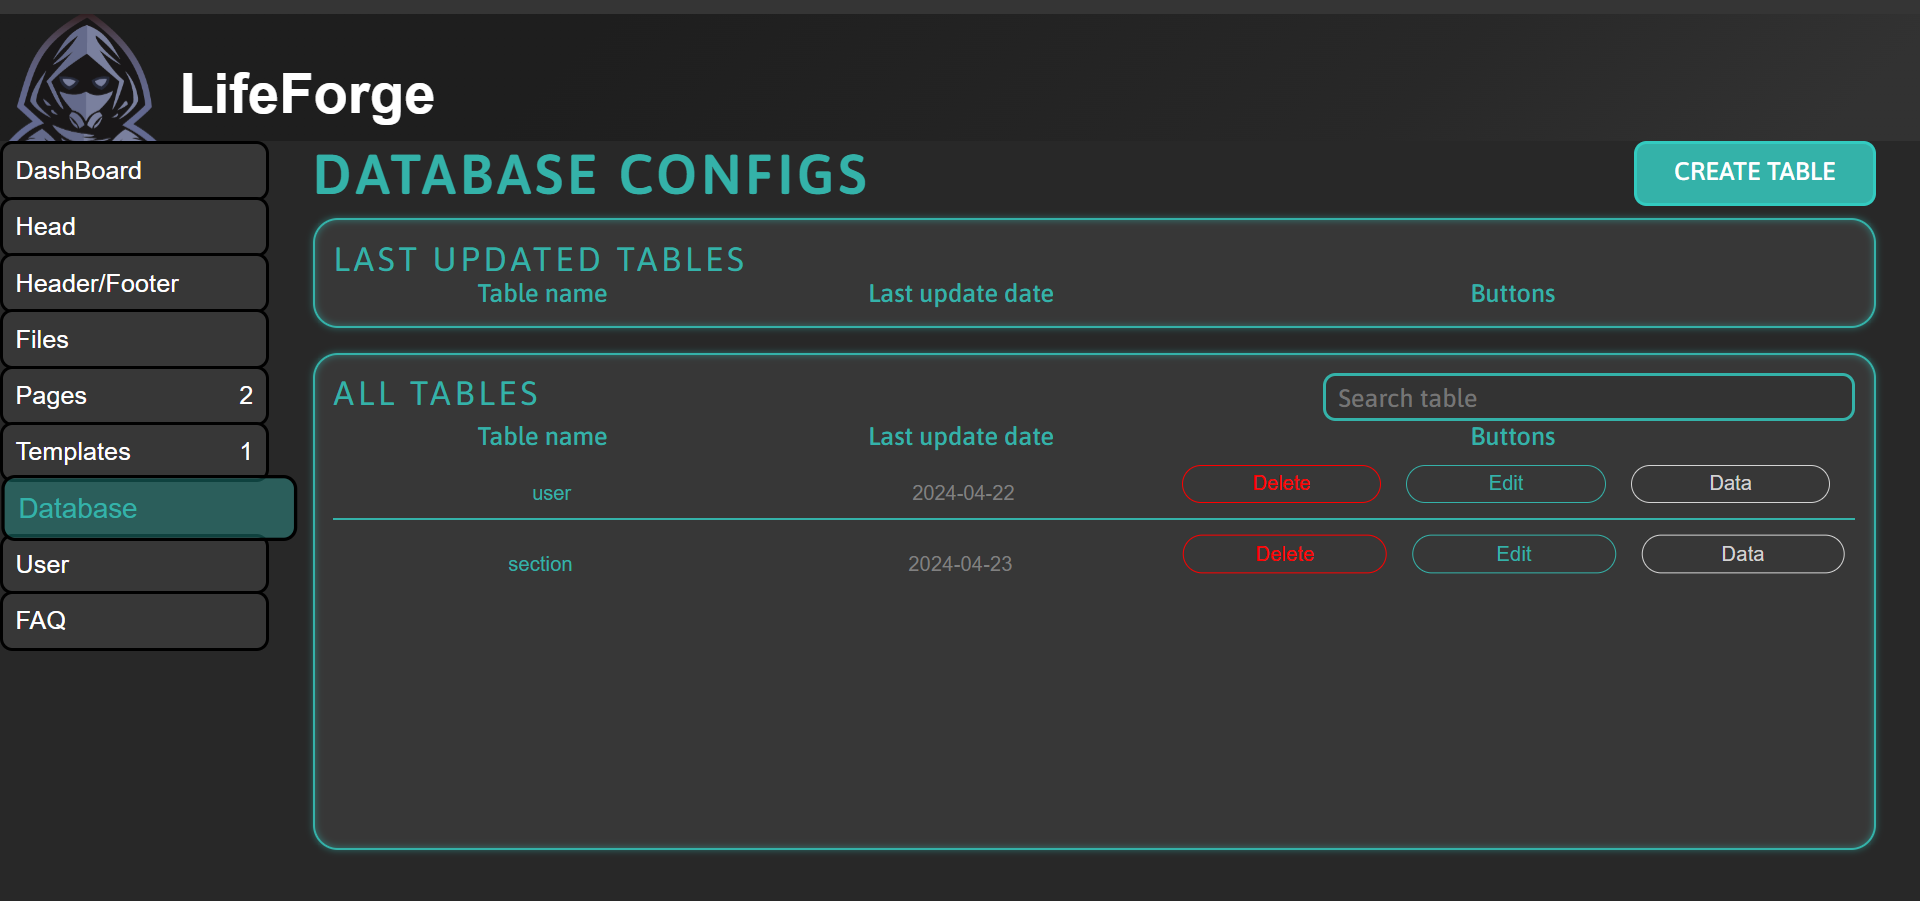 LifeForge
DashBoard
Head
Header/Footer
Files
Pages 2
Templates 1
Database
User
FAQ
DATABASE CONFIGS
CREATE TABLE
LAST UPDATED TABLES
Table name Last update date Buttons
ALL TABLES
Search table
Table name Last update date Buttons
user 2024-04-22 Delete Edit Data
section 2024-04-23 Delete Edit Data